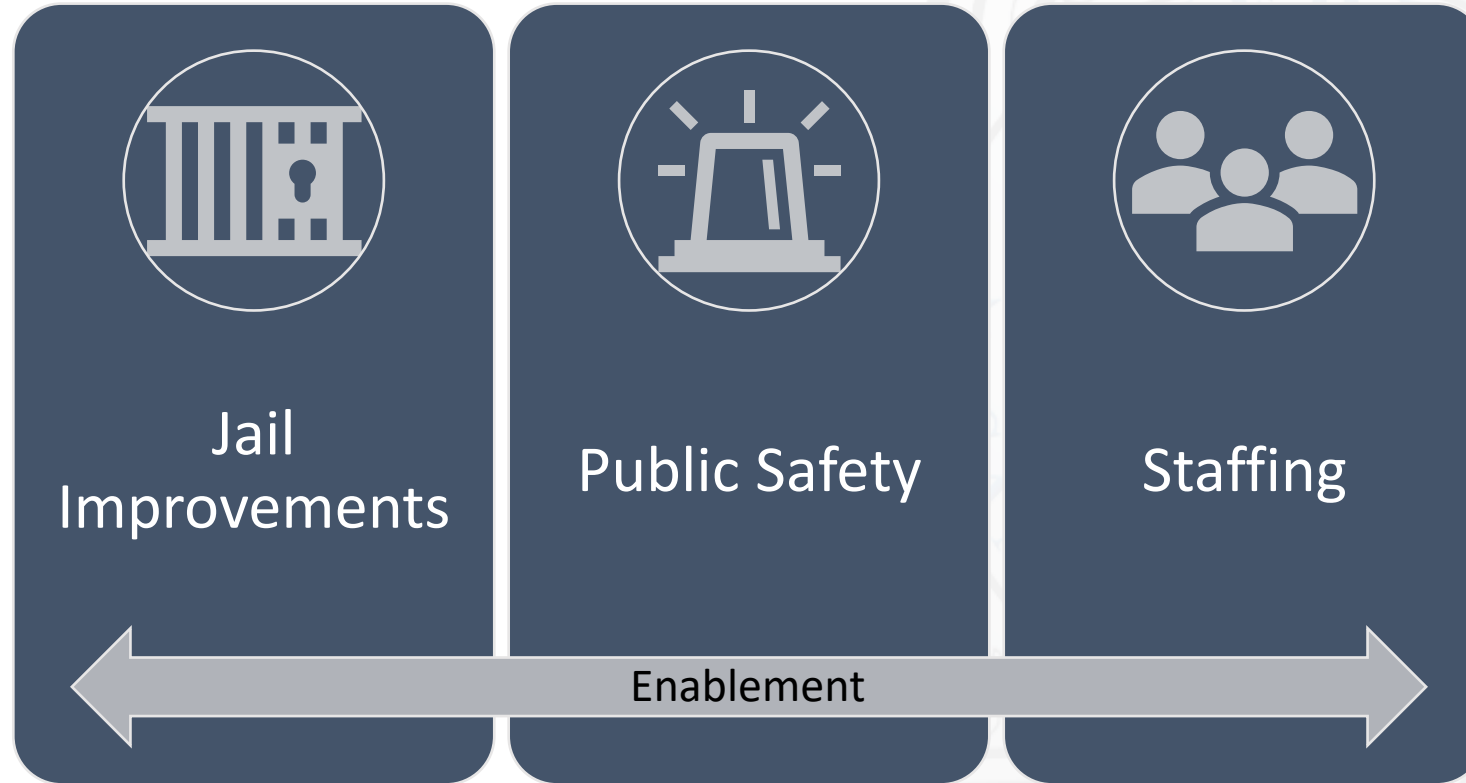 Jail
Improvements
Public Safety
Staffing
Enablement